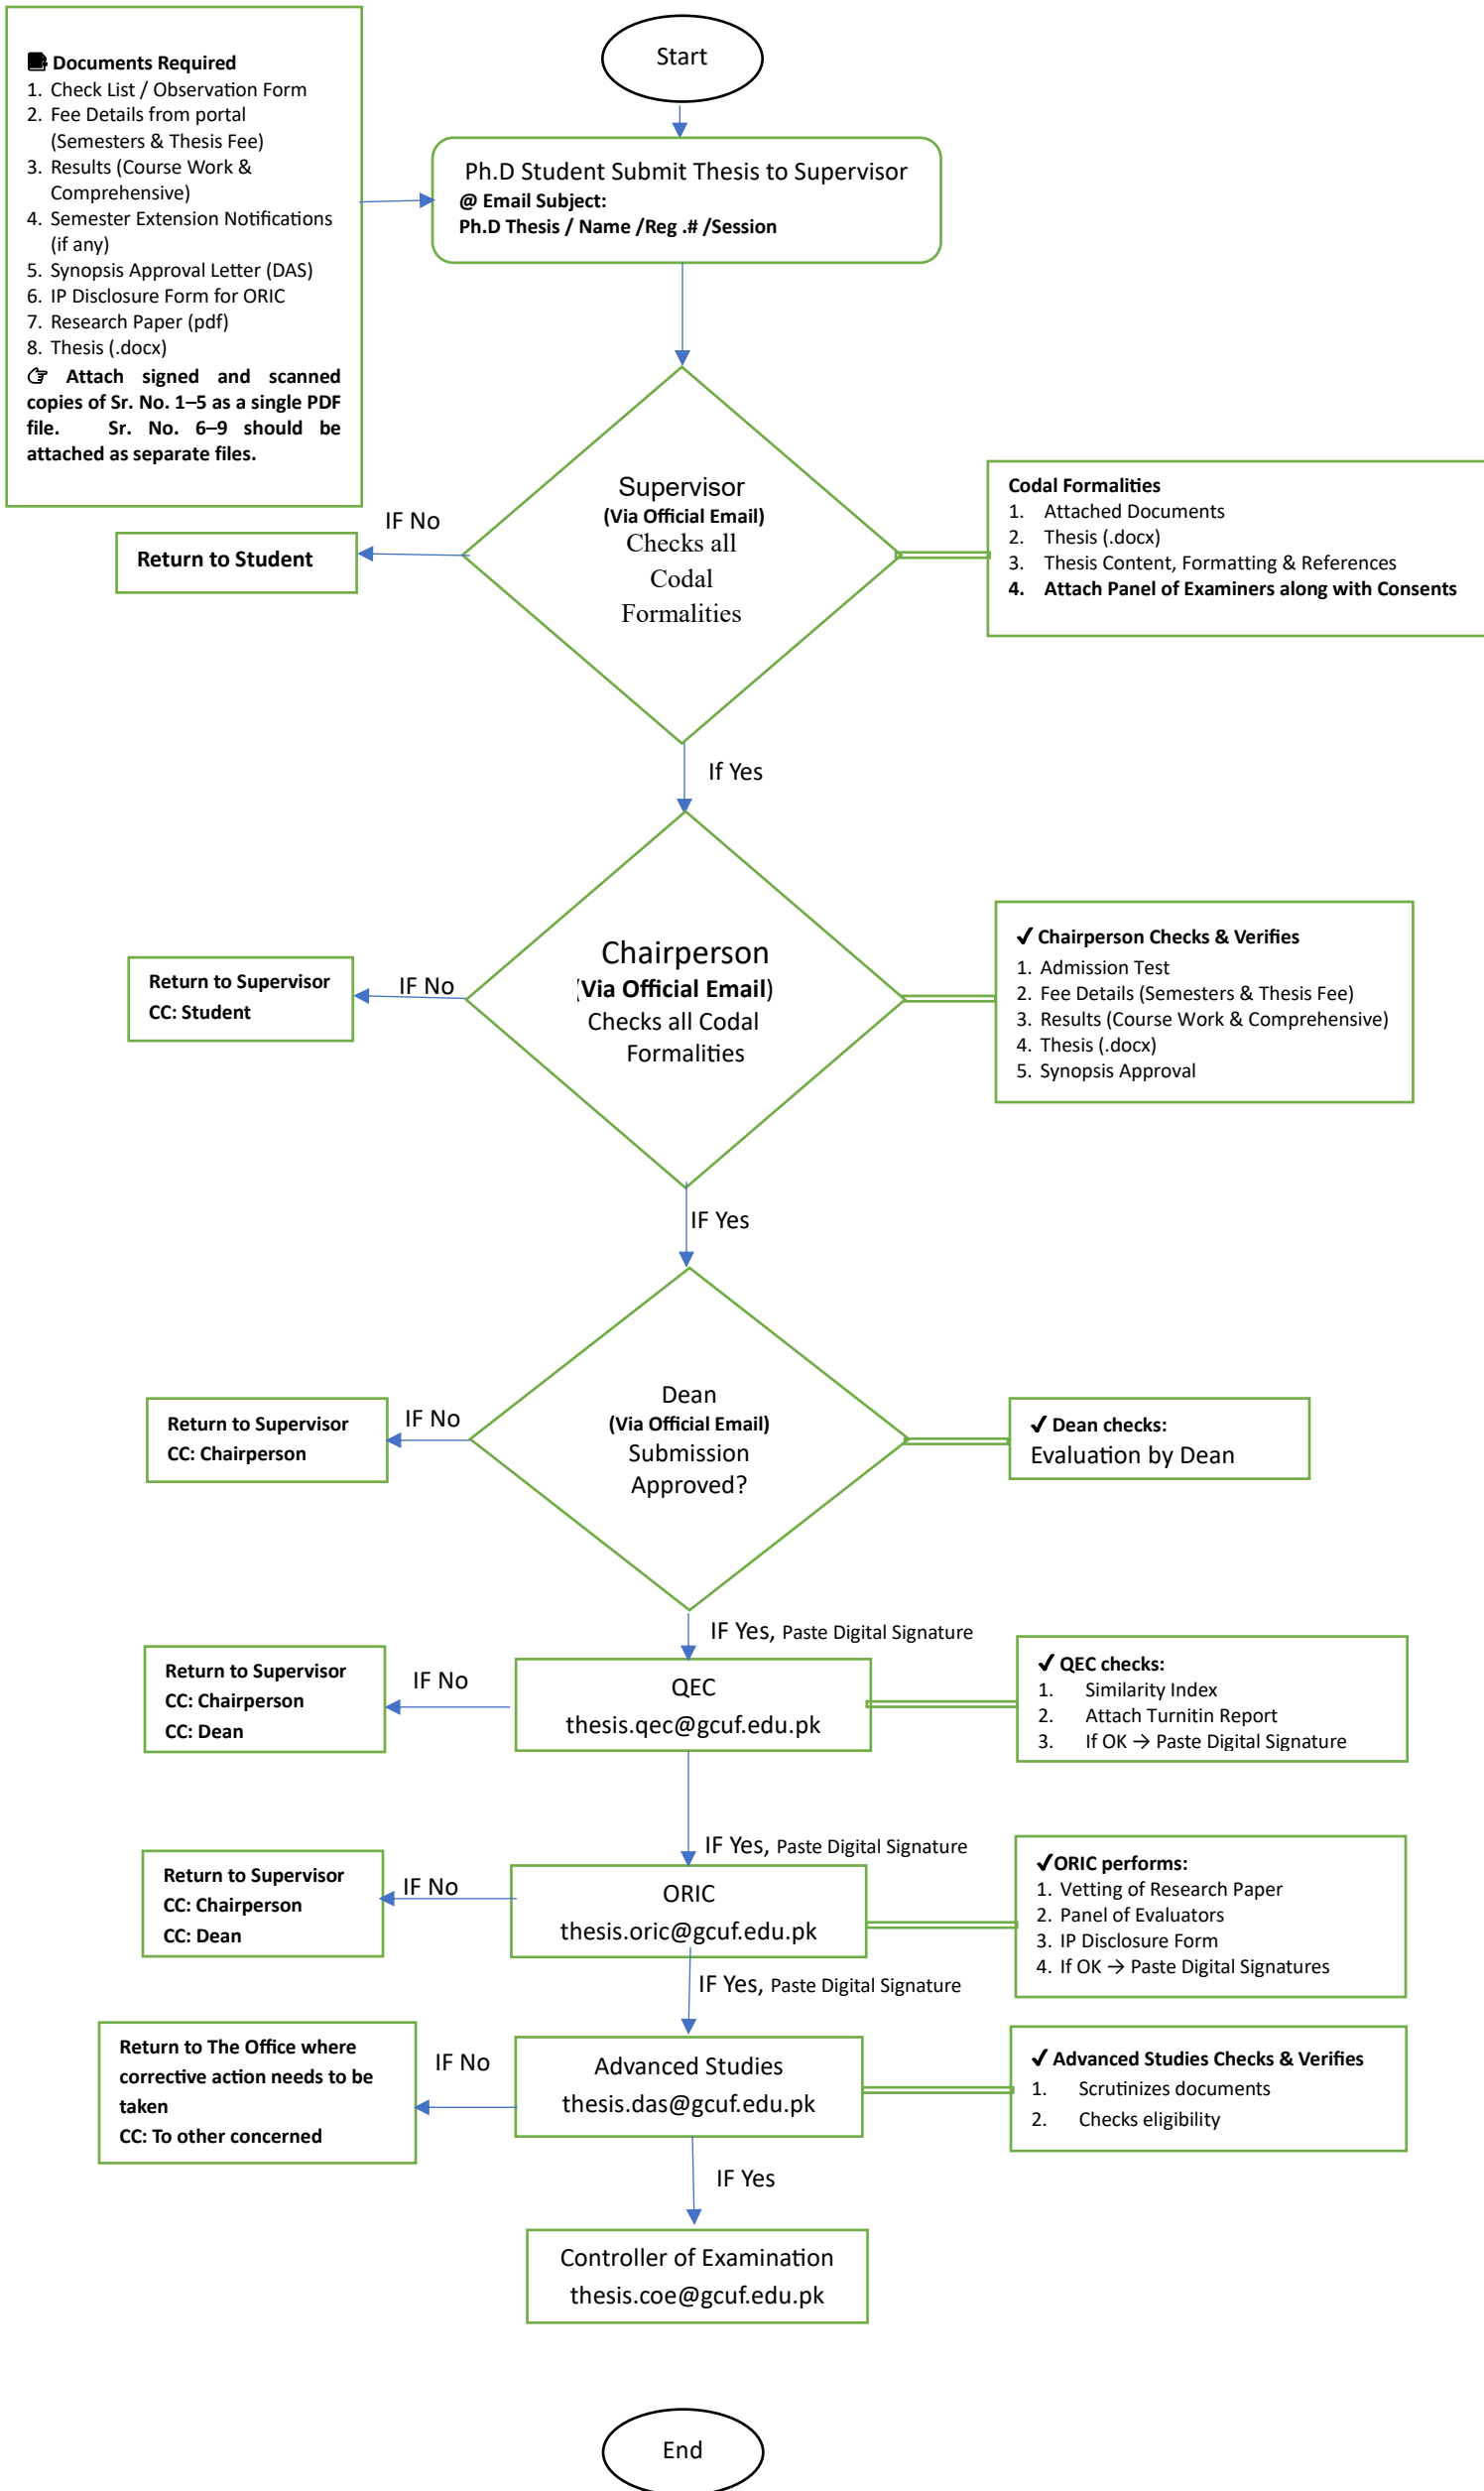 Start
Documents Required
1. Check List / Observation Form
2. Fee Details from portal
(Semesters & Thesis Fee)
3. Results (Course Work &
Comprehensive)
4. Semester Extension Notifications
(if any)
5. Synopsis Approval Letter (DAS)
6. IP Disclosure Form for ORIC
7. Research Paper (pdf)
8. Thesis (.docx)
Attach signed and scanned
copies of Sr. No. 1–5 as a single PDF
file. Sr. No. 6–9 should be
attached as separate files.
Ph.D Student Submit Thesis to Supervisor
@ Email Subject:
Ph.D Thesis / Name /Reg .# /Session
Supervisor
(Via Official Email)
Checks all
Codal
Formalities
IF No
Return to Student
Codal Formalities
1. Attached Documents
2. Thesis (.docx)
3. Thesis Content, Formatting & References
4. Attach Panel of Examiners along with Consents
If Yes
Chairperson
(Via Official Email)
Checks all Codal
Formalities
IF No
Return to Supervisor
CC: Student
✓ Chairperson Checks & Verifies
1. Admission Test
2. Fee Details (Semesters & Thesis Fee)
3. Results (Course Work & Comprehensive)
4. Thesis (.docx)
5. Synopsis Approval
IF Yes
Dean
(Via Official Email)
Submission
Approved?
IF No
Return to Supervisor
CC: Chairperson
✓ Dean checks:
Evaluation by Dean
IF Yes, Paste Digital Signature
QEC
thesis.qec@gcuf.edu.pk
IF No
Return to Supervisor
CC: Chairperson
CC: Dean
✓ QEC checks:
1. Similarity Index
2. Attach Turnitin Report
3. If OK → Paste Digital Signature
IF Yes, Paste Digital Signature
ORIC
thesis.oric@gcuf.edu.pk
IF No
Return to Supervisor
CC: Chairperson
CC: Dean
✓ORIC performs:
1. Vetting of Research Paper
2. Panel of Evaluators
3. IP Disclosure Form
4. If OK → Paste Digital Signatures
IF Yes, Paste Digital Signature
Advanced Studies
thesis.das@gcuf.edu.pk
IF No
Return to The Office where
corrective action needs to be
taken
CC: To other concerned
✓ Advanced Studies Checks & Verifies
1. Scrutinizes documents
2. Checks eligibility
IF Yes
Controller of Examination
thesis.coe@gcuf.edu.pk
End